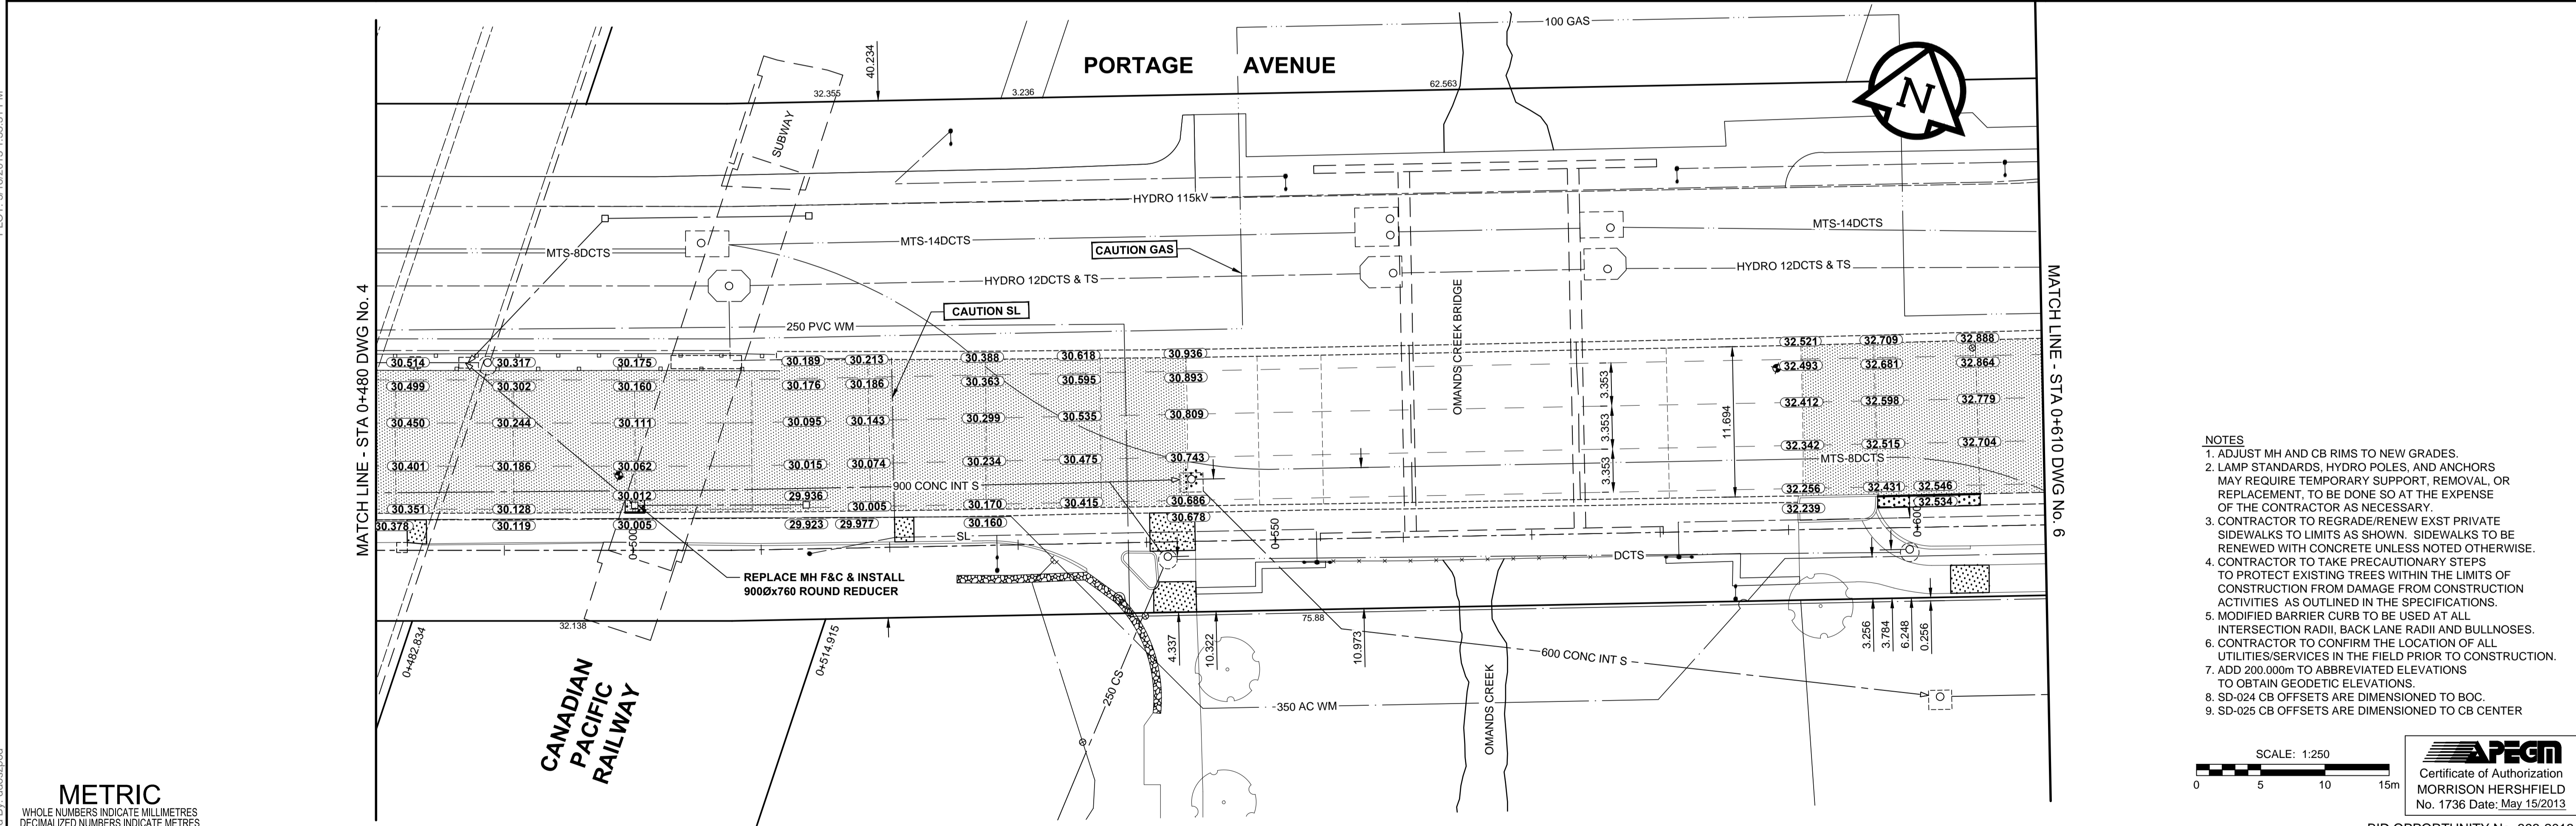 PORTAGE AVENUE
100 GAS
40.234
32.355
3.236
62.563
SUBWAY
N
HYDRO 115kV
MTS-8DCTS
MTS-14DCTS
CAUTION GAS
MTS-14DCTS
HYDRO 12DCTS & TS
HYDRO 12DCTS & TS
CAUTION SL
250 PVC WM
OMANDS CREEK BRIDGE
MATCH LINE - STA 0+480 DWG No. 4
MATCH LINE - STA 0+610 DWG No. 6
30.514 30.317 30.175 30.189 30.213 30.388 30.618 30.936 32.521 32.709 32.888
30.499 30.302 30.160 30.176 30.186 30.363 30.595 30.893 32.493 32.681 32.864
30.450 30.244 30.111 30.095 30.143 30.299 30.535 30.809 32.412 32.598 32.779
30.401 30.186 30.062 30.015 30.074 30.234 30.475 30.743 32.342 32.515 32.704
30.351 30.128 30.012 29.936 30.005 30.170 30.415 30.686 32.256 32.431 32.546
30.378 30.119 30.005 29.923 29.977 30.160 30.678 32.239 32.534
3.353
3.353
3.353
11.694
MTS-8DCTS
900 CONC INT S
0+500
0+550
0+600
SL
DCTS
REPLACE MH F&C & INSTALL
900Øx760 ROUND REDUCER
32.138
75.88
0+482.834
0+514.915
4.337
10.322
10.973
3.256
3.784
6.248
0.256
250 CS
600 CONC INT S
350 AC WM
OMANDS CREEK
CANADIAN
PACIFIC
RAILWAY
NOTES
1. ADJUST MH AND CB RIMS TO NEW GRADES.
2. LAMP STANDARDS, HYDRO POLES, AND ANCHORS
MAY REQUIRE TEMPORARY SUPPORT, REMOVAL, OR
REPLACEMENT, TO BE DONE SO AT THE EXPENSE
OF THE CONTRACTOR AS NECESSARY.
3. CONTRACTOR TO REGRADE/RENEW EXST PRIVATE
SIDEWALKS TO LIMITS AS SHOWN. SIDEWALKS TO BE
RENEWED WITH CONCRETE UNLESS NOTED OTHERWISE.
4. CONTRACTOR TO TAKE PRECAUTIONARY STEPS
TO PROTECT EXISTING TREES WITHIN THE LIMITS OF
CONSTRUCTION FROM DAMAGE FROM CONSTRUCTION
ACTIVITIES AS OUTLINED IN THE SPECIFICATIONS.
5. MODIFIED BARRIER CURB TO BE USED AT ALL
INTERSECTION RADII, BACK LANE RADII AND BULLNOSES.
6. CONTRACTOR TO CONFIRM THE LOCATION OF ALL
UTILITIES/SERVICES IN THE FIELD PRIOR TO CONSTRUCTION.
7. ADD 200.000m TO ABBREVIATED ELEVATIONS
TO OBTAIN GEODETIC ELEVATIONS.
8. SD-024 CB OFFSETS ARE DIMENSIONED TO BOC.
9. SD-025 CB OFFSETS ARE DIMENSIONED TO CB CENTER
SCALE: 1:250
0 5 10 15m
APEGM
Certificate of Authorization
MORRISON HERSHFIELD
No. 1736 Date: May 15/2013
METRIC
WHOLE NUMBERS INDICATE MILLIMETRES
DECIMALIZED NUMBERS INDICATE METRES